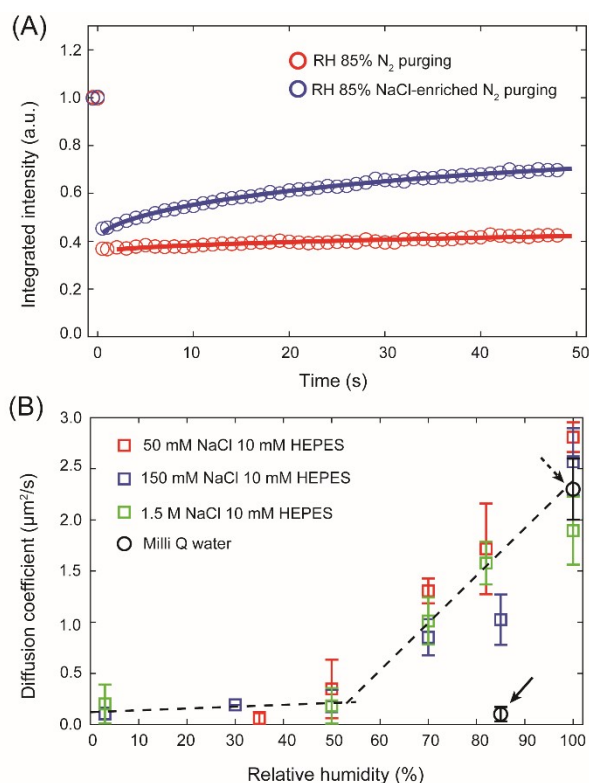 (A)
1.2
1.0
0.8
0.6
0.4
0.2
0.0
Integrated intensity (a.u.)
RH 85% N₂ purging
RH 85% NaCl-enriched N₂ purging
0 10 20 30 40 50
Time (s)
(B)
3.0
2.5
2.0
1.5
1.0
0.5
0.0
Diffusion coefficient (μm²/s)
50 mM NaCl 10 mM HEPES
150 mM NaCl 10 mM HEPES
1.5 M NaCl 10 mM HEPES
Milli Q water
0 10 20 30 40 50 60 70 80 90 100
Relative humidity (%)